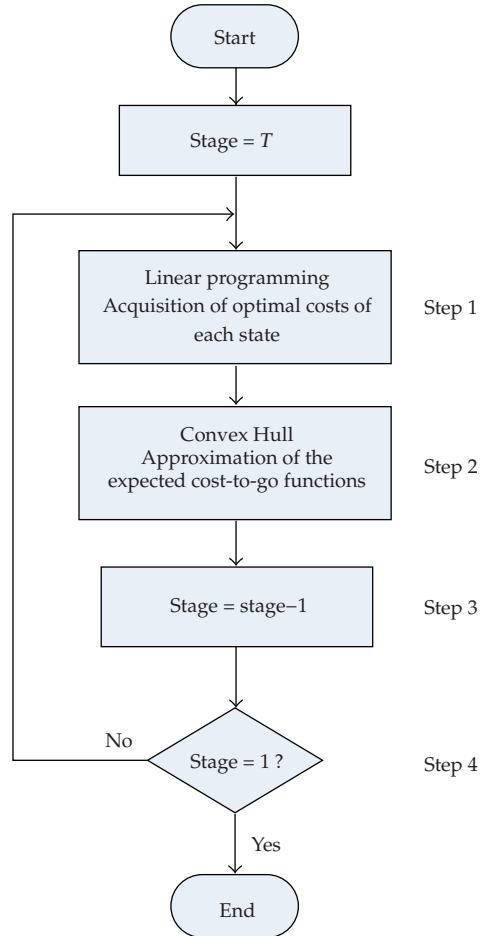 Start
Stage = T
Linear programming
Acquisition of optimal costs of
each state
Step 1
Convex Hull
Approximation of the
expected cost-to-go functions
Step 2
Stage = stage−1
Step 3
No
Stage = 1 ?
Step 4
Yes
End